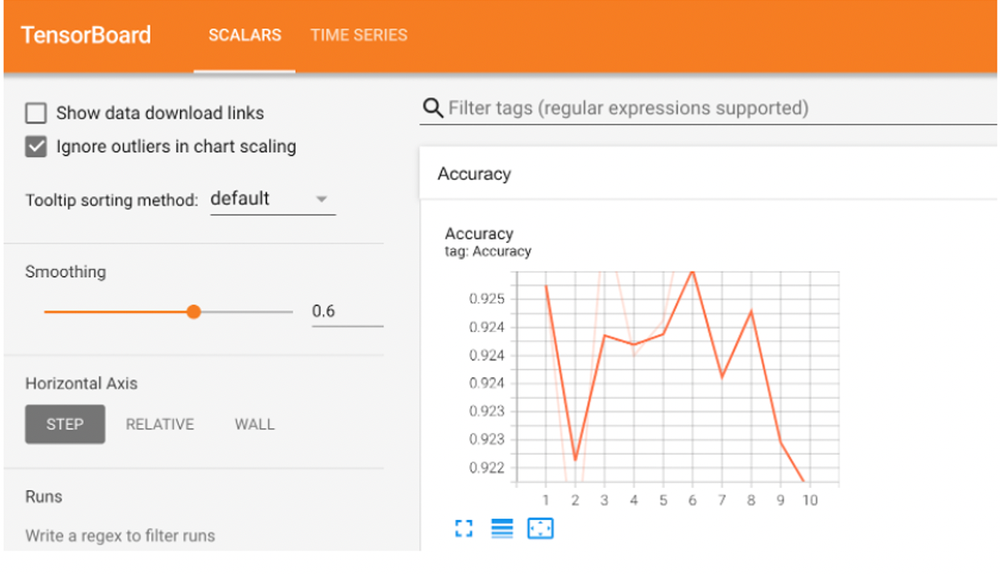 TensorBoard SCALARS TIME SERIES
Show data download links
Ignore outliers in chart scaling
Tooltip sorting method: default
Smoothing
0.6
Horizontal Axis
STEP RELATIVE WALL
Runs
Write a regex to filter runs
Filter tags (regular expressions supported)
Accuracy
Accuracy
tag: Accuracy
0.925
0.924
0.924
0.924
0.923
0.923
0.922
1 2 3 4 5 6 7 8 9 10